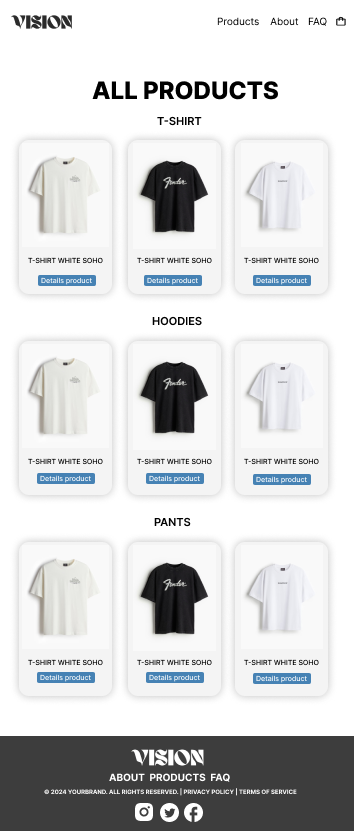 VISION
Products About FAQ
ALL PRODUCTS
T-SHIRT
Fender
T-SHIRT WHITE SOHO T-SHIRT WHITE SOHO T-SHIRT WHITE SOHO
Details product Details product Details product
HOODIES
Fender
T-SHIRT WHITE SOHO T-SHIRT WHITE SOHO T-SHIRT WHITE SOHO
Details product Details product Details product
PANTS
Fender
T-SHIRT WHITE SOHO T-SHIRT WHITE SOHO T-SHIRT WHITE SOHO
Details product Details product Details product
VISION
ABOUT PRODUCTS FAQ
© 2024 YOURBRAND. ALL RIGHTS RESERVED. | PRIVACY POLICY | TERMS OF SERVICE